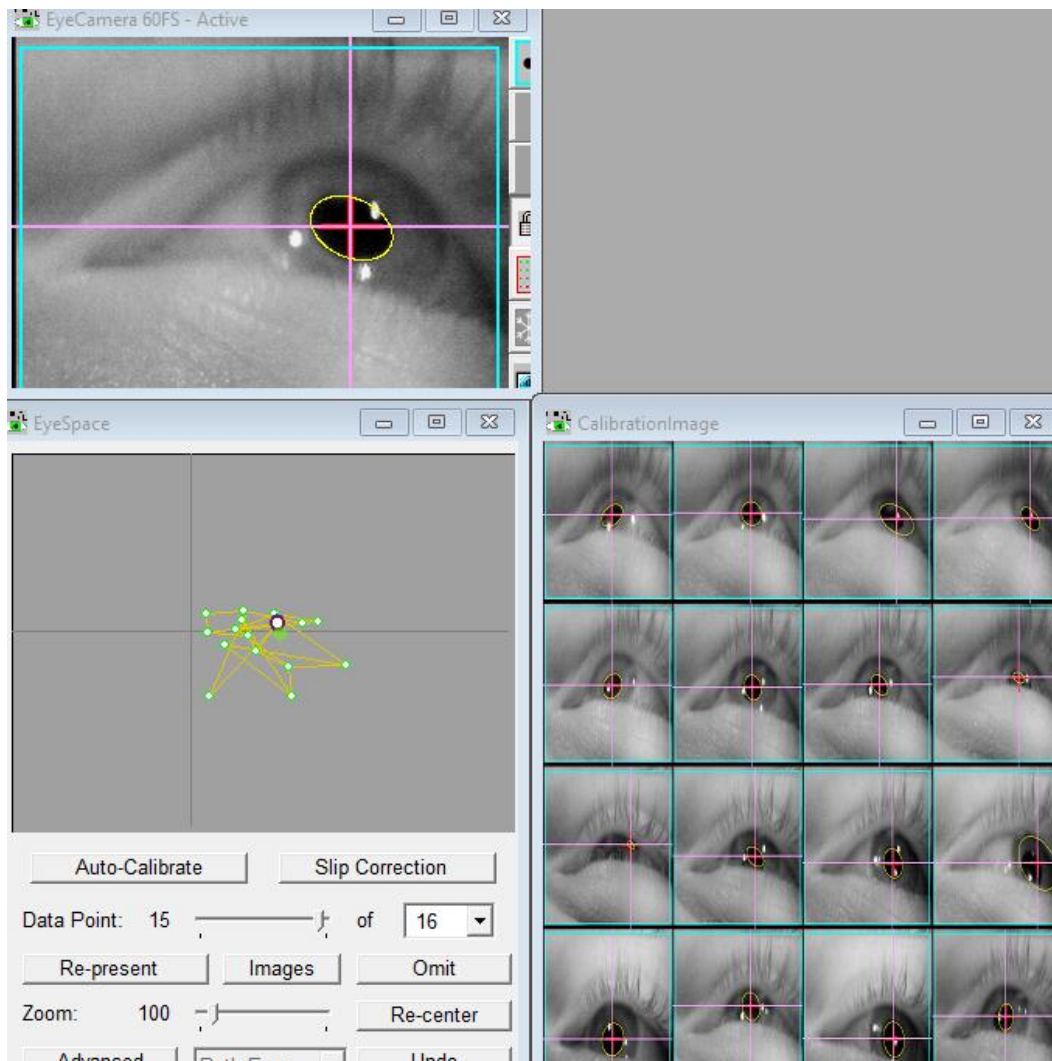 EyeCamera 60FS - Active
EyeSpace
CalibrationImage
Auto-Calibrate
Slip Correction
Data Point: 15 of 16
Re-present
Images
Omit
Zoom: 100
Re-center
Advanced
Undo